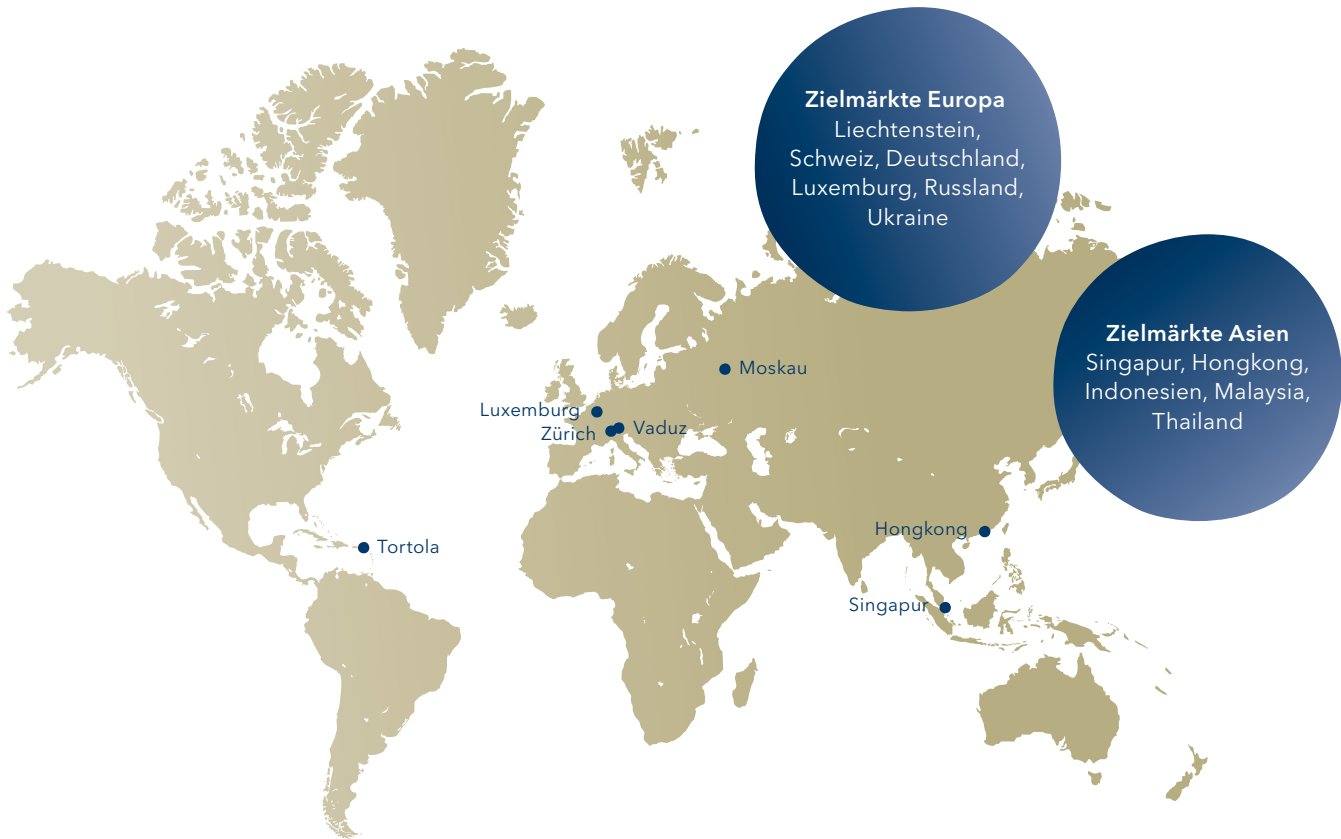 Zielmärkte Europa
Liechtenstein,
Schweiz, Deutschland,
Luxemburg, Russland,
Ukraine
Zielmärkte Asien
Singapur, Hongkong,
Indonesien, Malaysia,
Thailand
Moskau
Luxemburg
Zürich
Vaduz
Hongkong
Tortola
Singapur